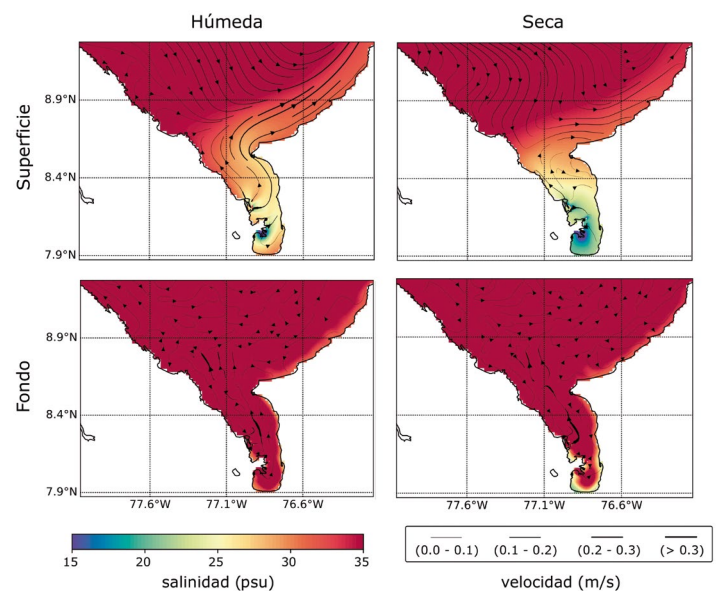 Húmeda
Seca
Superficie
8.9°N
8.4°N
7.9°N
Fondo
8.9°N
8.4°N
7.9°N
77.6°W 77.1°W 76.6°W
77.6°W 77.1°W 76.6°W
15 20 25 30 35
salinidad (psu)
(0.0 - 0.1) (0.1 - 0.2) (0.2 - 0.3) (> 0.3)
velocidad (m/s)